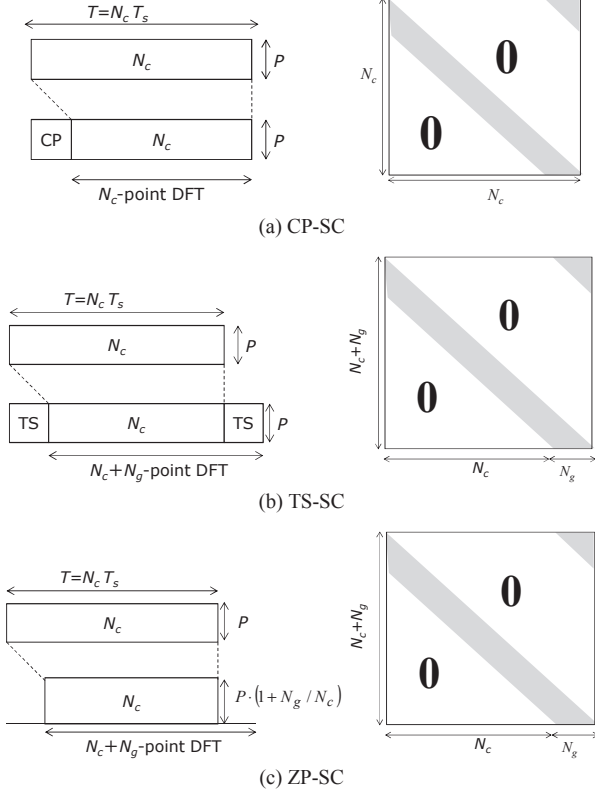 T=N_c T_s
N_c
P
CP
N_c
P
N_c-point DFT
N_c
0
0
N_c
(a) CP-SC
T=N_c T_s
N_c
P
TS
N_c
TS
P
N_c+N_g-point DFT
N_c+N_g
0
0
N_c
N_g
(b) TS-SC
T=N_c T_s
N_c
P
N_c
P·(1+N_g/N_c)
N_c+N_g-point DFT
N_c+N_g
0
0
N_c
N_g
(c) ZP-SC